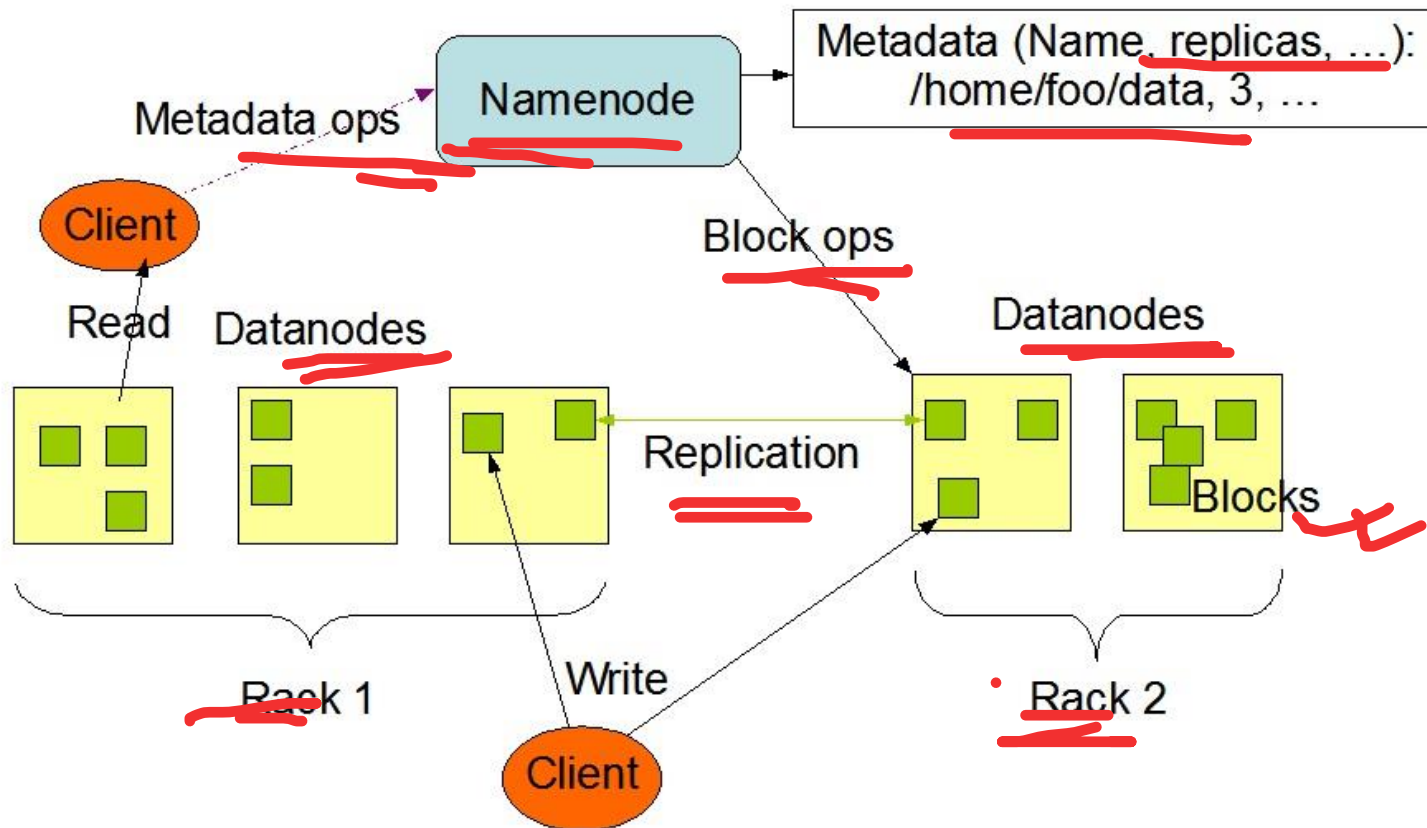 Metadata (Name, replicas, …):
/home/foo/data, 3, …
Namenode
Metadata ops
Client
Block ops
Read
Datanodes
Datanodes
Replication
Blocks
Rack 1
Write
Rack 2
Client